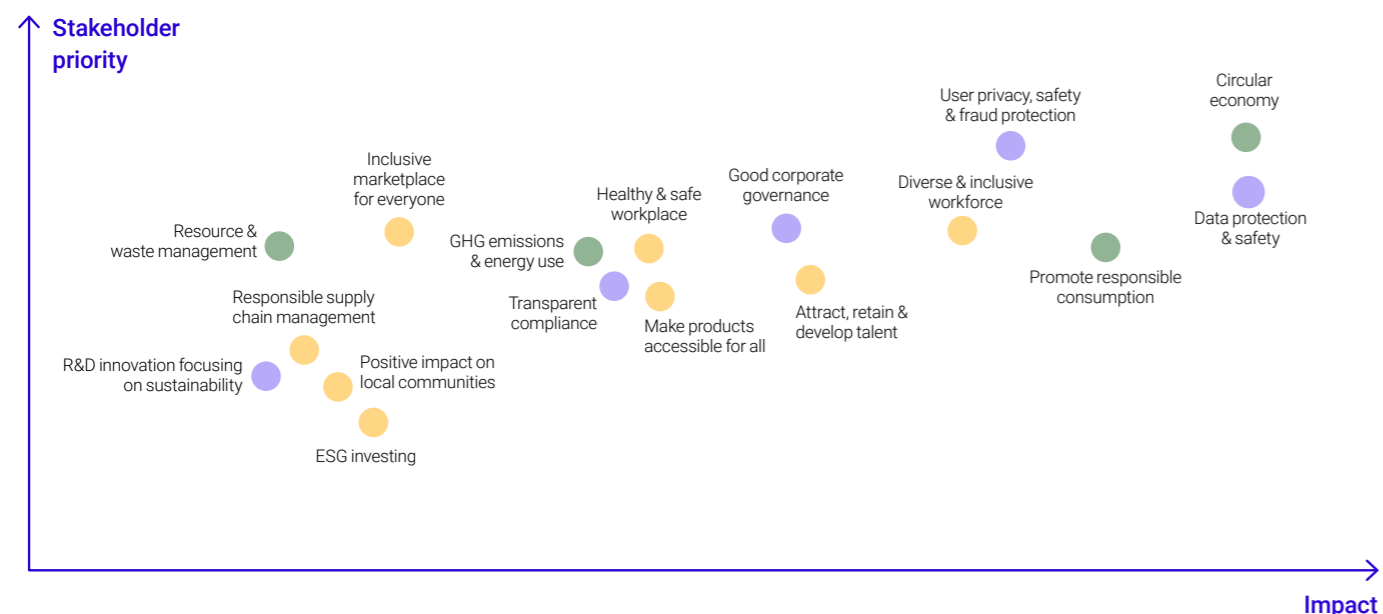 Stakeholder
priority
Circular
economy
User privacy, safety
& fraud protection
Inclusive
marketplace
for everyone
Good corporate
governance
Diverse & inclusive
workforce
Healthy & safe
workplace
Data protection
& safety
Resource &
waste management
GHG emissions
& energy use
Promote responsible
consumption
Responsible supply
chain management
Transparent
compliance
Attract, retain &
develop talent
Make products
accessible for all
R&D innovation focusing
on sustainability
Positive impact on
local communities
ESG investing
Impact